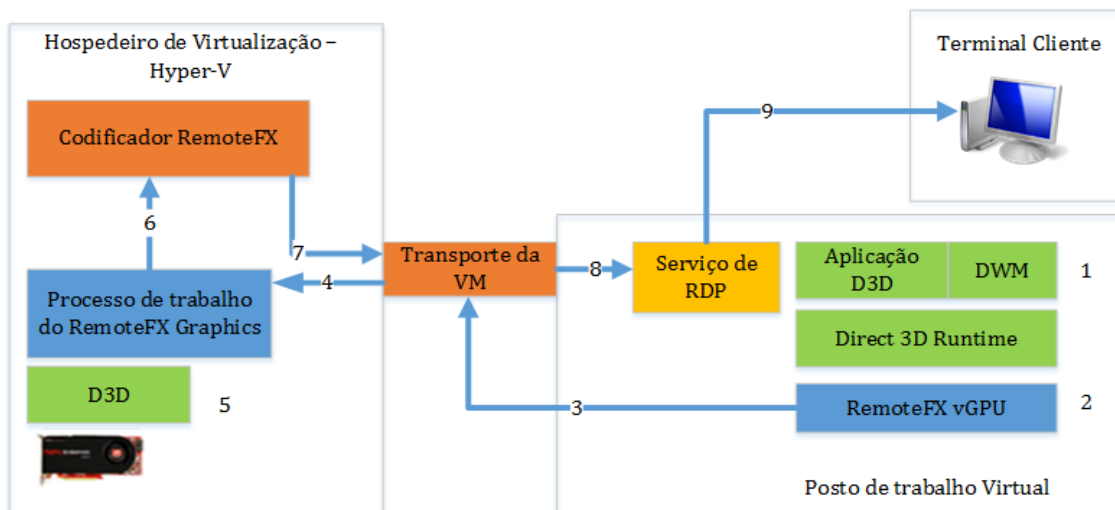 Hospedeiro de Virtualização –
Hyper-V
Codificador RemoteFX
6
7
4
Processo de trabalho
do RemoteFX Graphics
D3D
5
Transporte da
VM
8
3
Serviço de
RDP
9
Terminal Cliente
Aplicação
D3D
DWM
1
Direct 3D Runtime
RemoteFX vGPU
2
Posto de trabalho Virtual